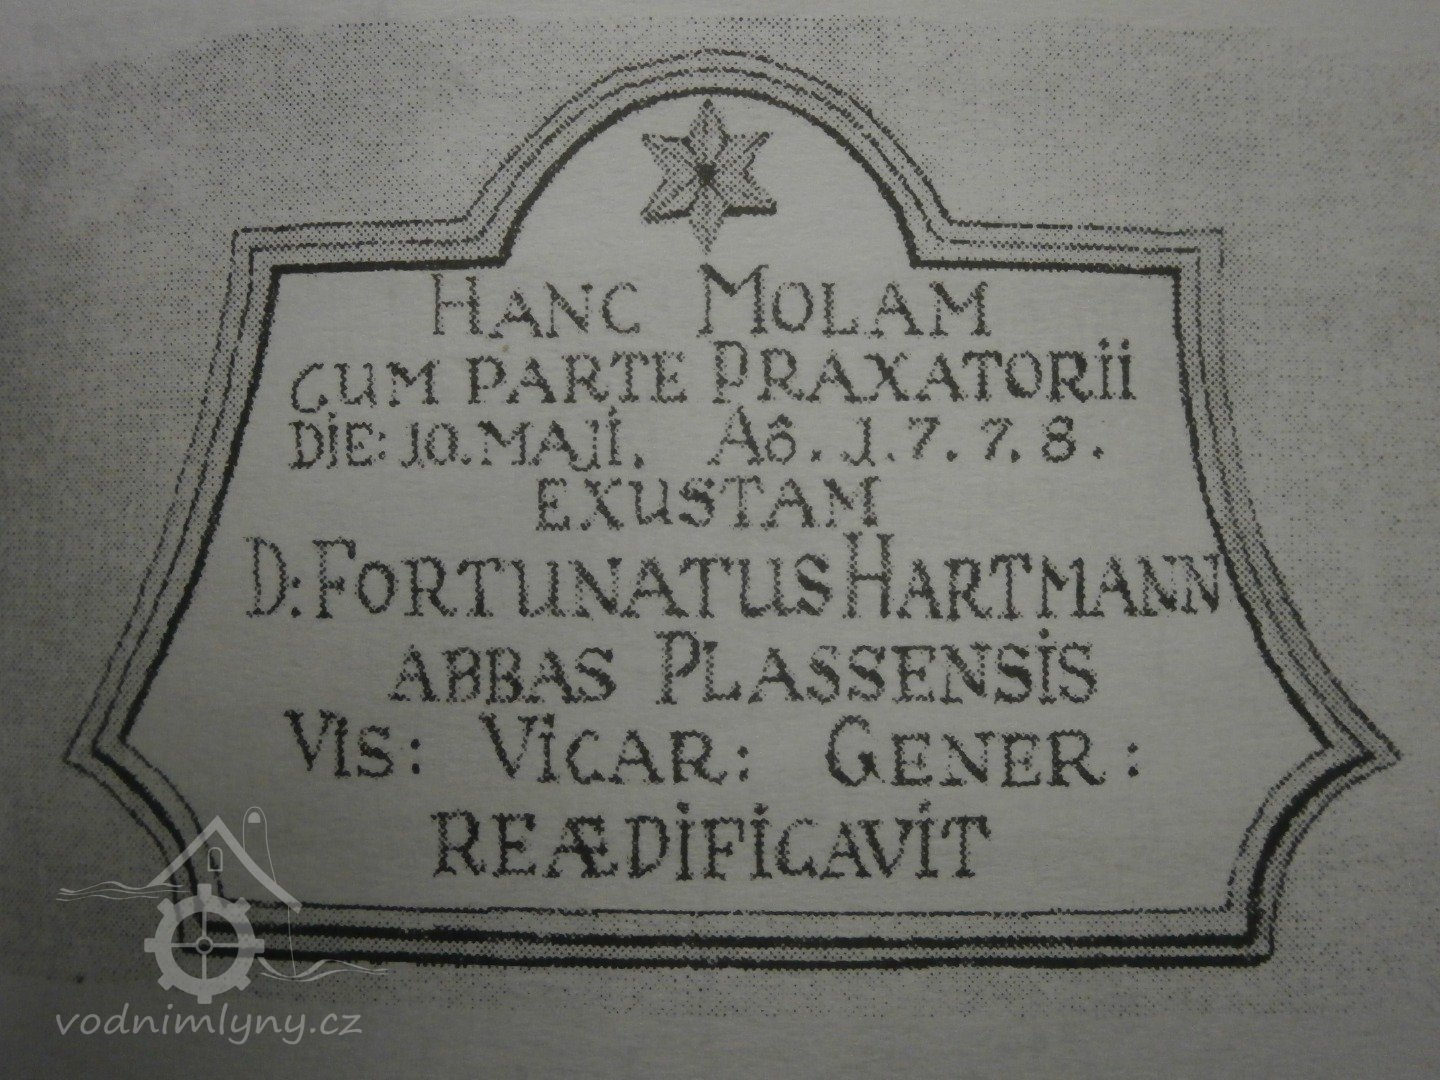 HANC MOLAM
CUM PARTE PRAXATORII
DIE: 10. MAJI. Aô. 1.7.7.8.
EXUSTAM
D: FORTUNATUS HARTMANN
ABBAS PLASSENSIS
VIS: VICAR: GENER:
REÆDIFICAVIT
vodnimlyny.cz